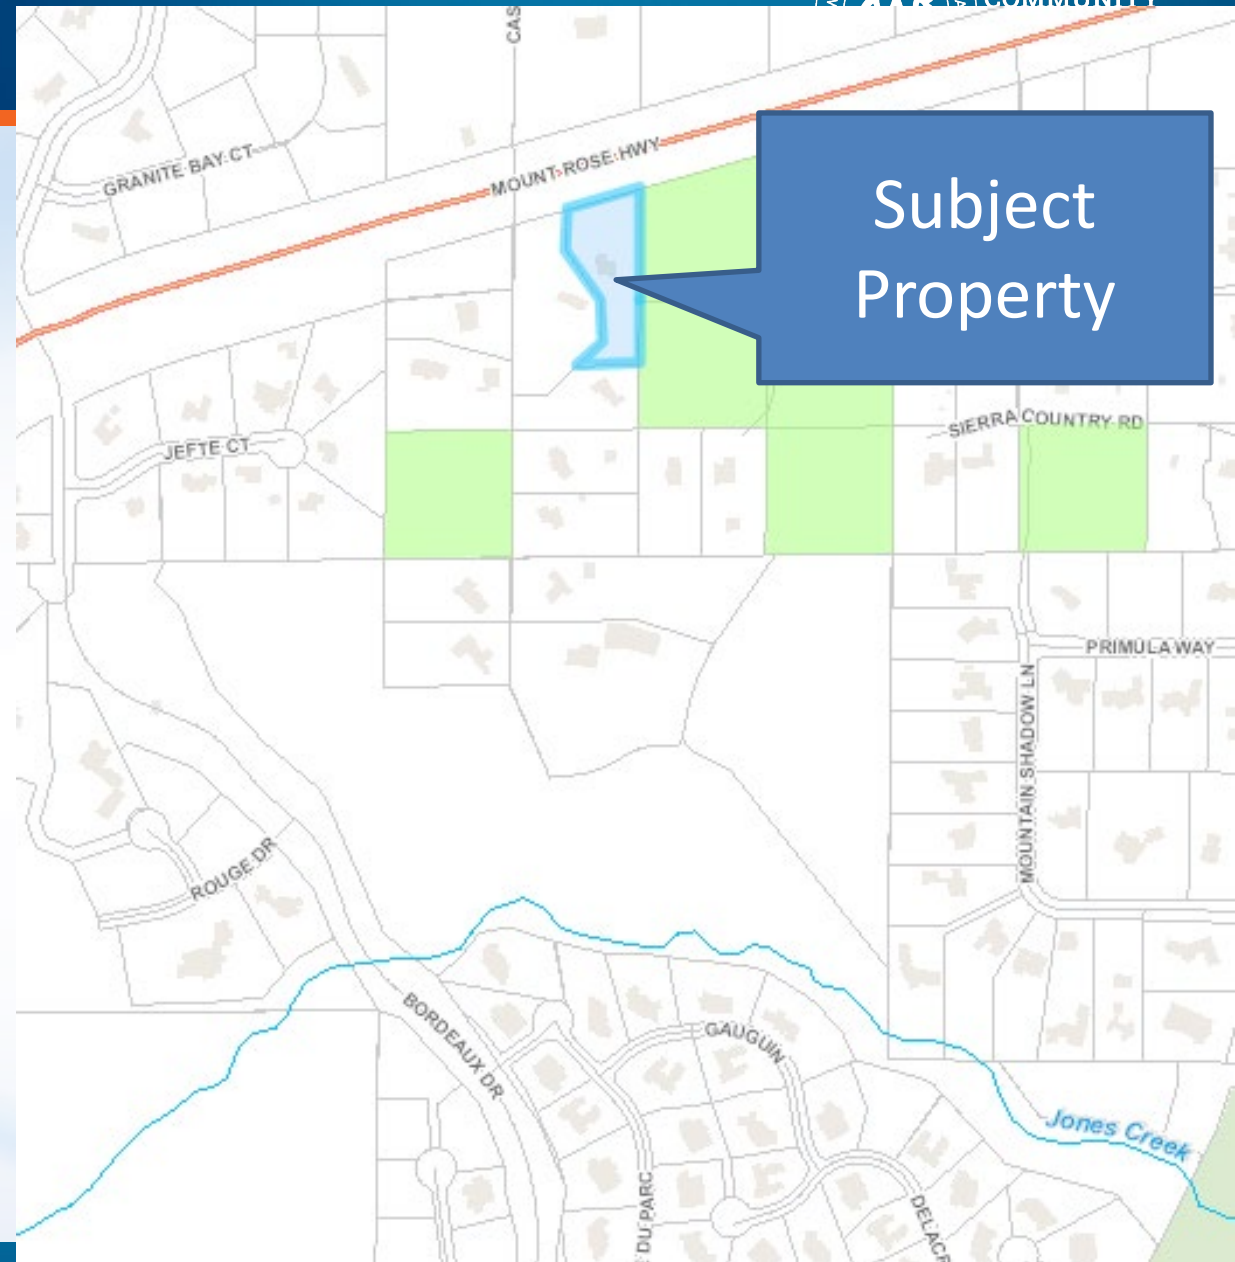 COMMUNITY
CAS
GRANITE BAY CT
MOUNT ROSE HWY
Subject
Property
SIERRA COUNTRY RD
JEFTE CT
PRIMULA WAY
MOUNTAIN SHADOW LN
ROUGE DR
BORDEAUX DR
GAUGUIN
Jones Creek
DU PARC
DELACR